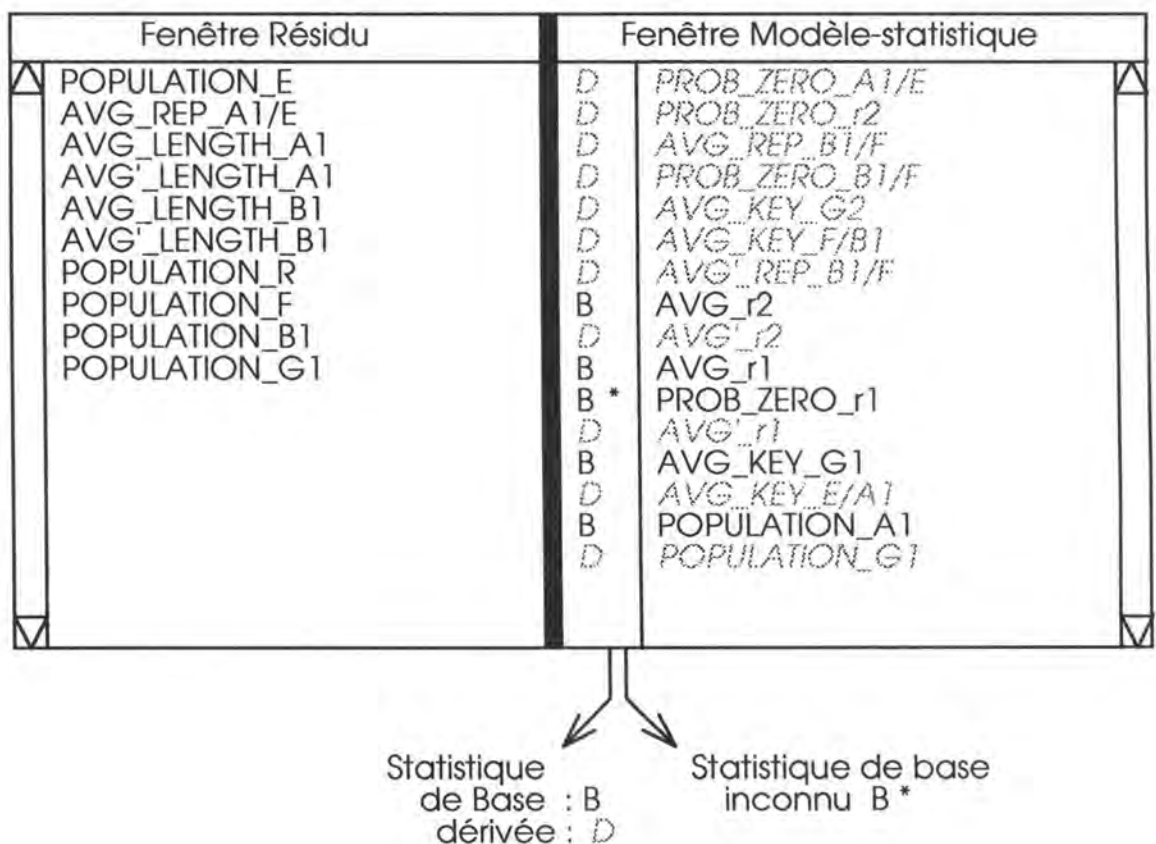 Fenêtre Résidu
POPULATION_E
AVG_REP_A1/E
AVG_LENGTH_A1
AVG'_LENGTH_A1
AVG_LENGTH_B1
AVG'_LENGTH_B1
POPULATION_R
POPULATION_F
POPULATION_B1
POPULATION_G1
Fenêtre Modèle-statistique
D PROB_ZERO_A1/E
D PROB_ZERO_r2
D AVG_REP_B1/F
D PROB_ZERO_B1/F
D AVG_KEY_G2
D AVG_KEY_F/B1
D AVG'_REP_B1/F
B AVG_r2
D AVG'_r2
B AVG_r1
B * PROB_ZERO_r1
D AVG'_r1
B AVG_KEY_G1
D AVG_KEY_E/A1
B POPULATION_A1
D POPULATION_G1
Statistique
de Base : B
dérivée : D
Statistique de base
inconnu B *